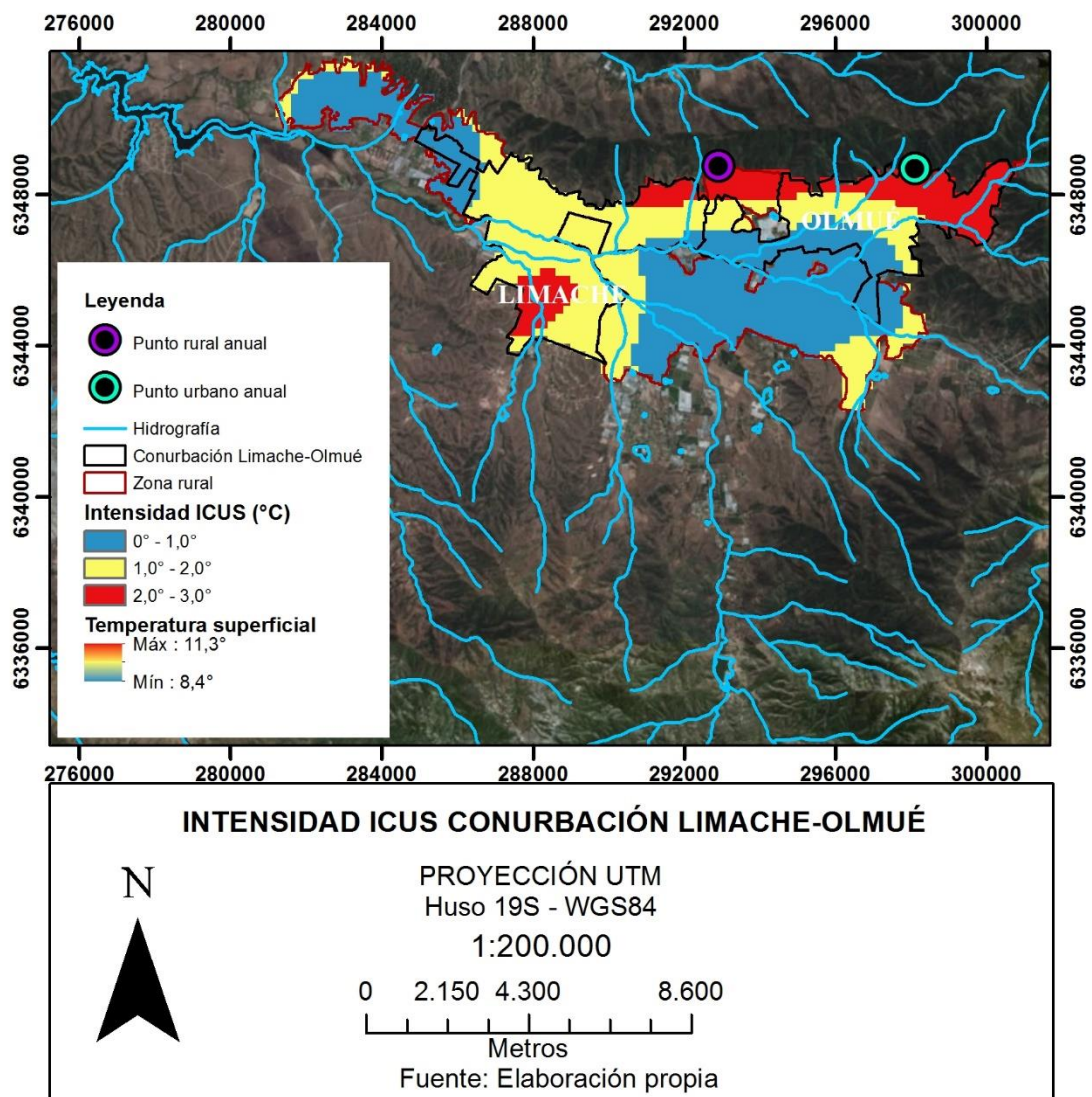 276000 280000 284000 288000 292000 296000 300000
6348000 6348000
OLMUÉ
LIMACHE
6344000 6344000
6340000 6340000
6336000 6336000
Leyenda
Punto rural anual
Punto urbano anual
Hidrografía
Conurbación Limache-Olmué
Zona rural
Intensidad ICUS (°C)
0° - 1,0°
1,0° - 2,0°
2,0° - 3,0°
Temperatura superficial
Máx : 11,3°
Mín : 8,4°
276000 280000 284000 288000 292000 296000 300000
INTENSIDAD ICUS CONURBACIÓN LIMACHE-OLMUÉ
N
PROYECCIÓN UTM
Huso 19S - WGS84
1:200.000
0 2.150 4.300 8.600
Metros
Fuente: Elaboración propia